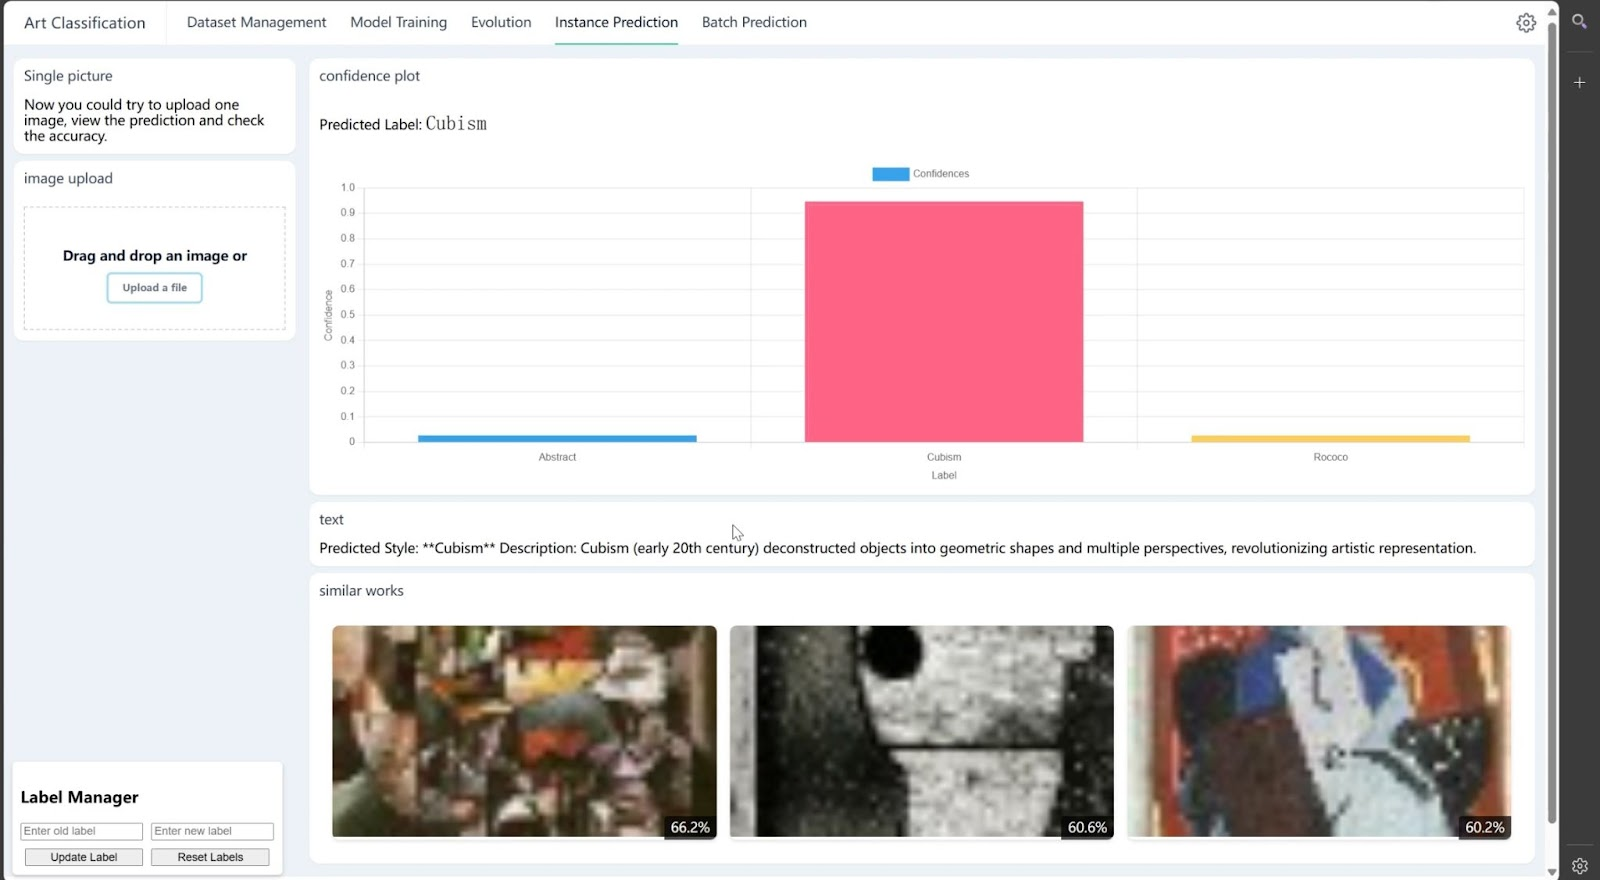 Art Classification
Dataset Management
Model Training
Evolution
Instance Prediction
Batch Prediction
Single picture
Now you could try to upload one
image, view the prediction and check
the accuracy.
image upload
Drag and drop an image or
Upload a file
Label Manager
Enter old label
Enter new label
Update Label
Reset Labels
confidence plot
Predicted Label: Cubism
Confidences
1.0
0.9
0.8
0.7
0.6
0.5
0.4
0.3
0.2
0.1
0
Confidence
Abstract
Cubism
Rococo
Label
text
Predicted Style: **Cubism** Description: Cubism (early 20th century) deconstructed objects into geometric shapes and multiple perspectives, revolutionizing artistic representation.
similar works
66.2%
60.6%
60.2%